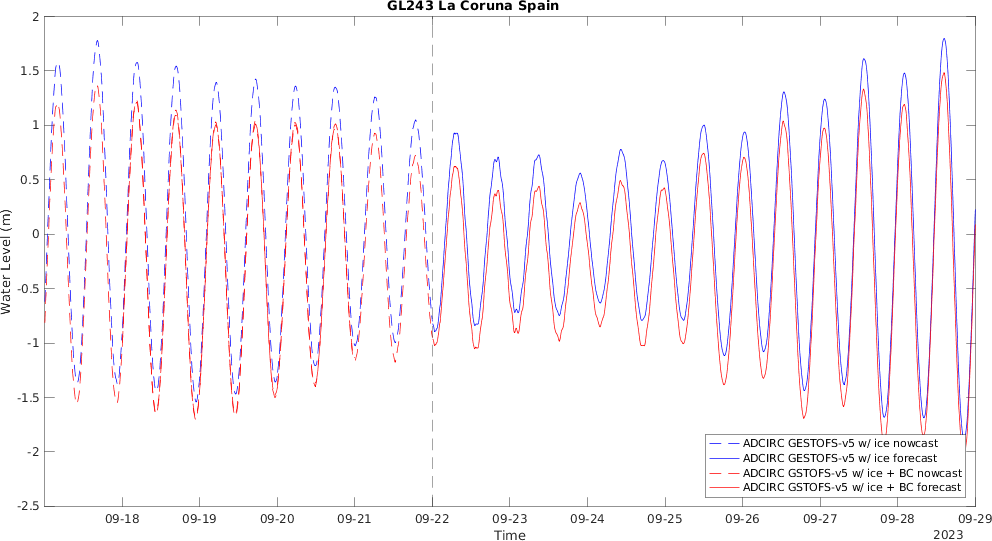 GL243 La Coruna Spain
2
1.5
1
0.5
0
-0.5
-1
-1.5
-2
-2.5
Water Level (m)
ADCIRC GESTOFS-v5 w/ ice nowcast
ADCIRC GESTOFS-v5 w/ ice forecast
ADCIRC GSTOFS-v5 w/ ice + BC nowcast
ADCIRC GSTOFS-v5 w/ ice + BC forecast
09-18 09-19 09-20 09-21 09-22 09-23 09-24 09-25 09-26 09-27 09-28 09-29
Time
2023